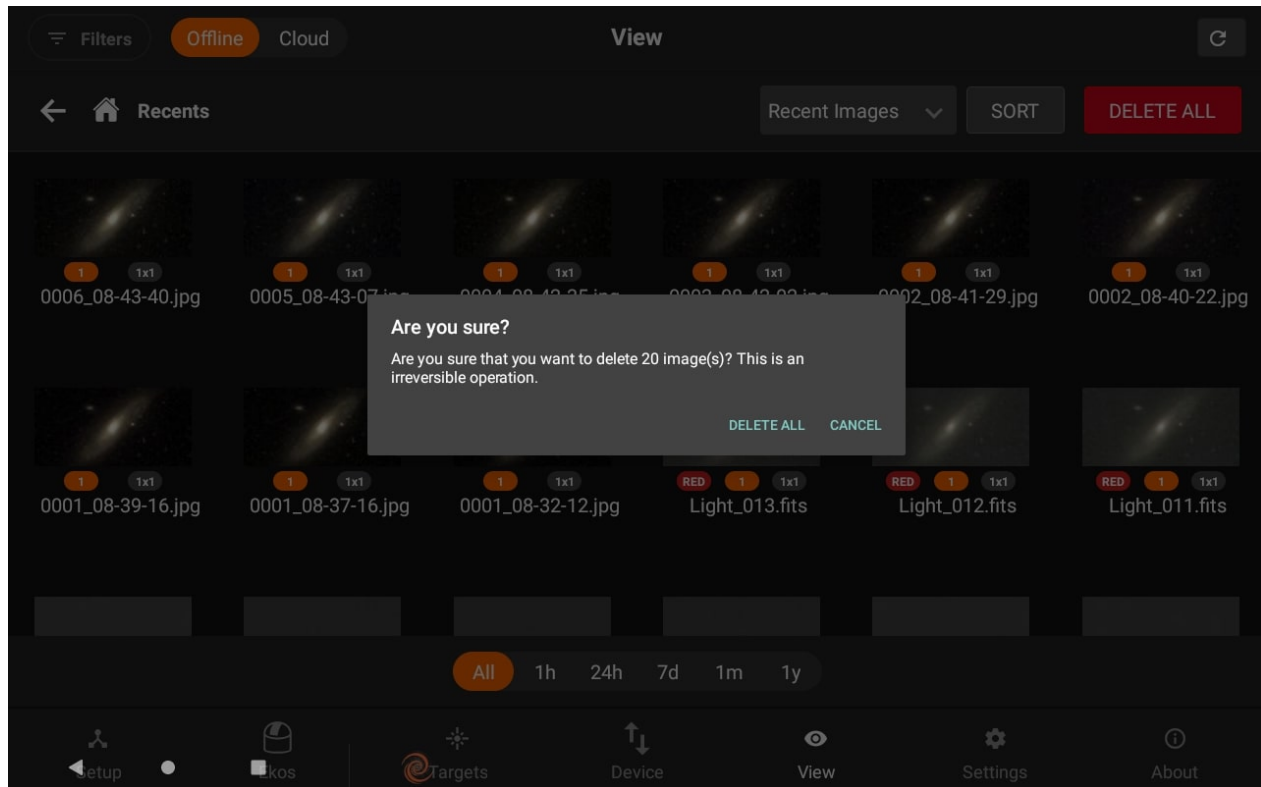 Filters Offline Cloud View
Recents Recent Images SORT DELETE ALL
1 1x1 1 1x1 1 1x1 1 1x1 1 1x1 1 1x1
0006_08-43-40.jpg 0005_08-43-07.jpg 0002_08-41-29.jpg 0002_08-40-22.jpg
Are you sure?
Are you sure that you want to delete 20 image(s)? This is an
irreversible operation.
DELETE ALL CANCEL
1 1x1 1 1x1 1 1x1 RED 1 1x1 RED 1 1x1 RED 1 1x1
0001_08-39-16.jpg 0001_08-37-16.jpg 0001_08-32-12.jpg Light_013.fits Light_012.fits Light_011.fits
All 1h 24h 7d 1m 1y
Setup Ekos Targets Device View Settings About